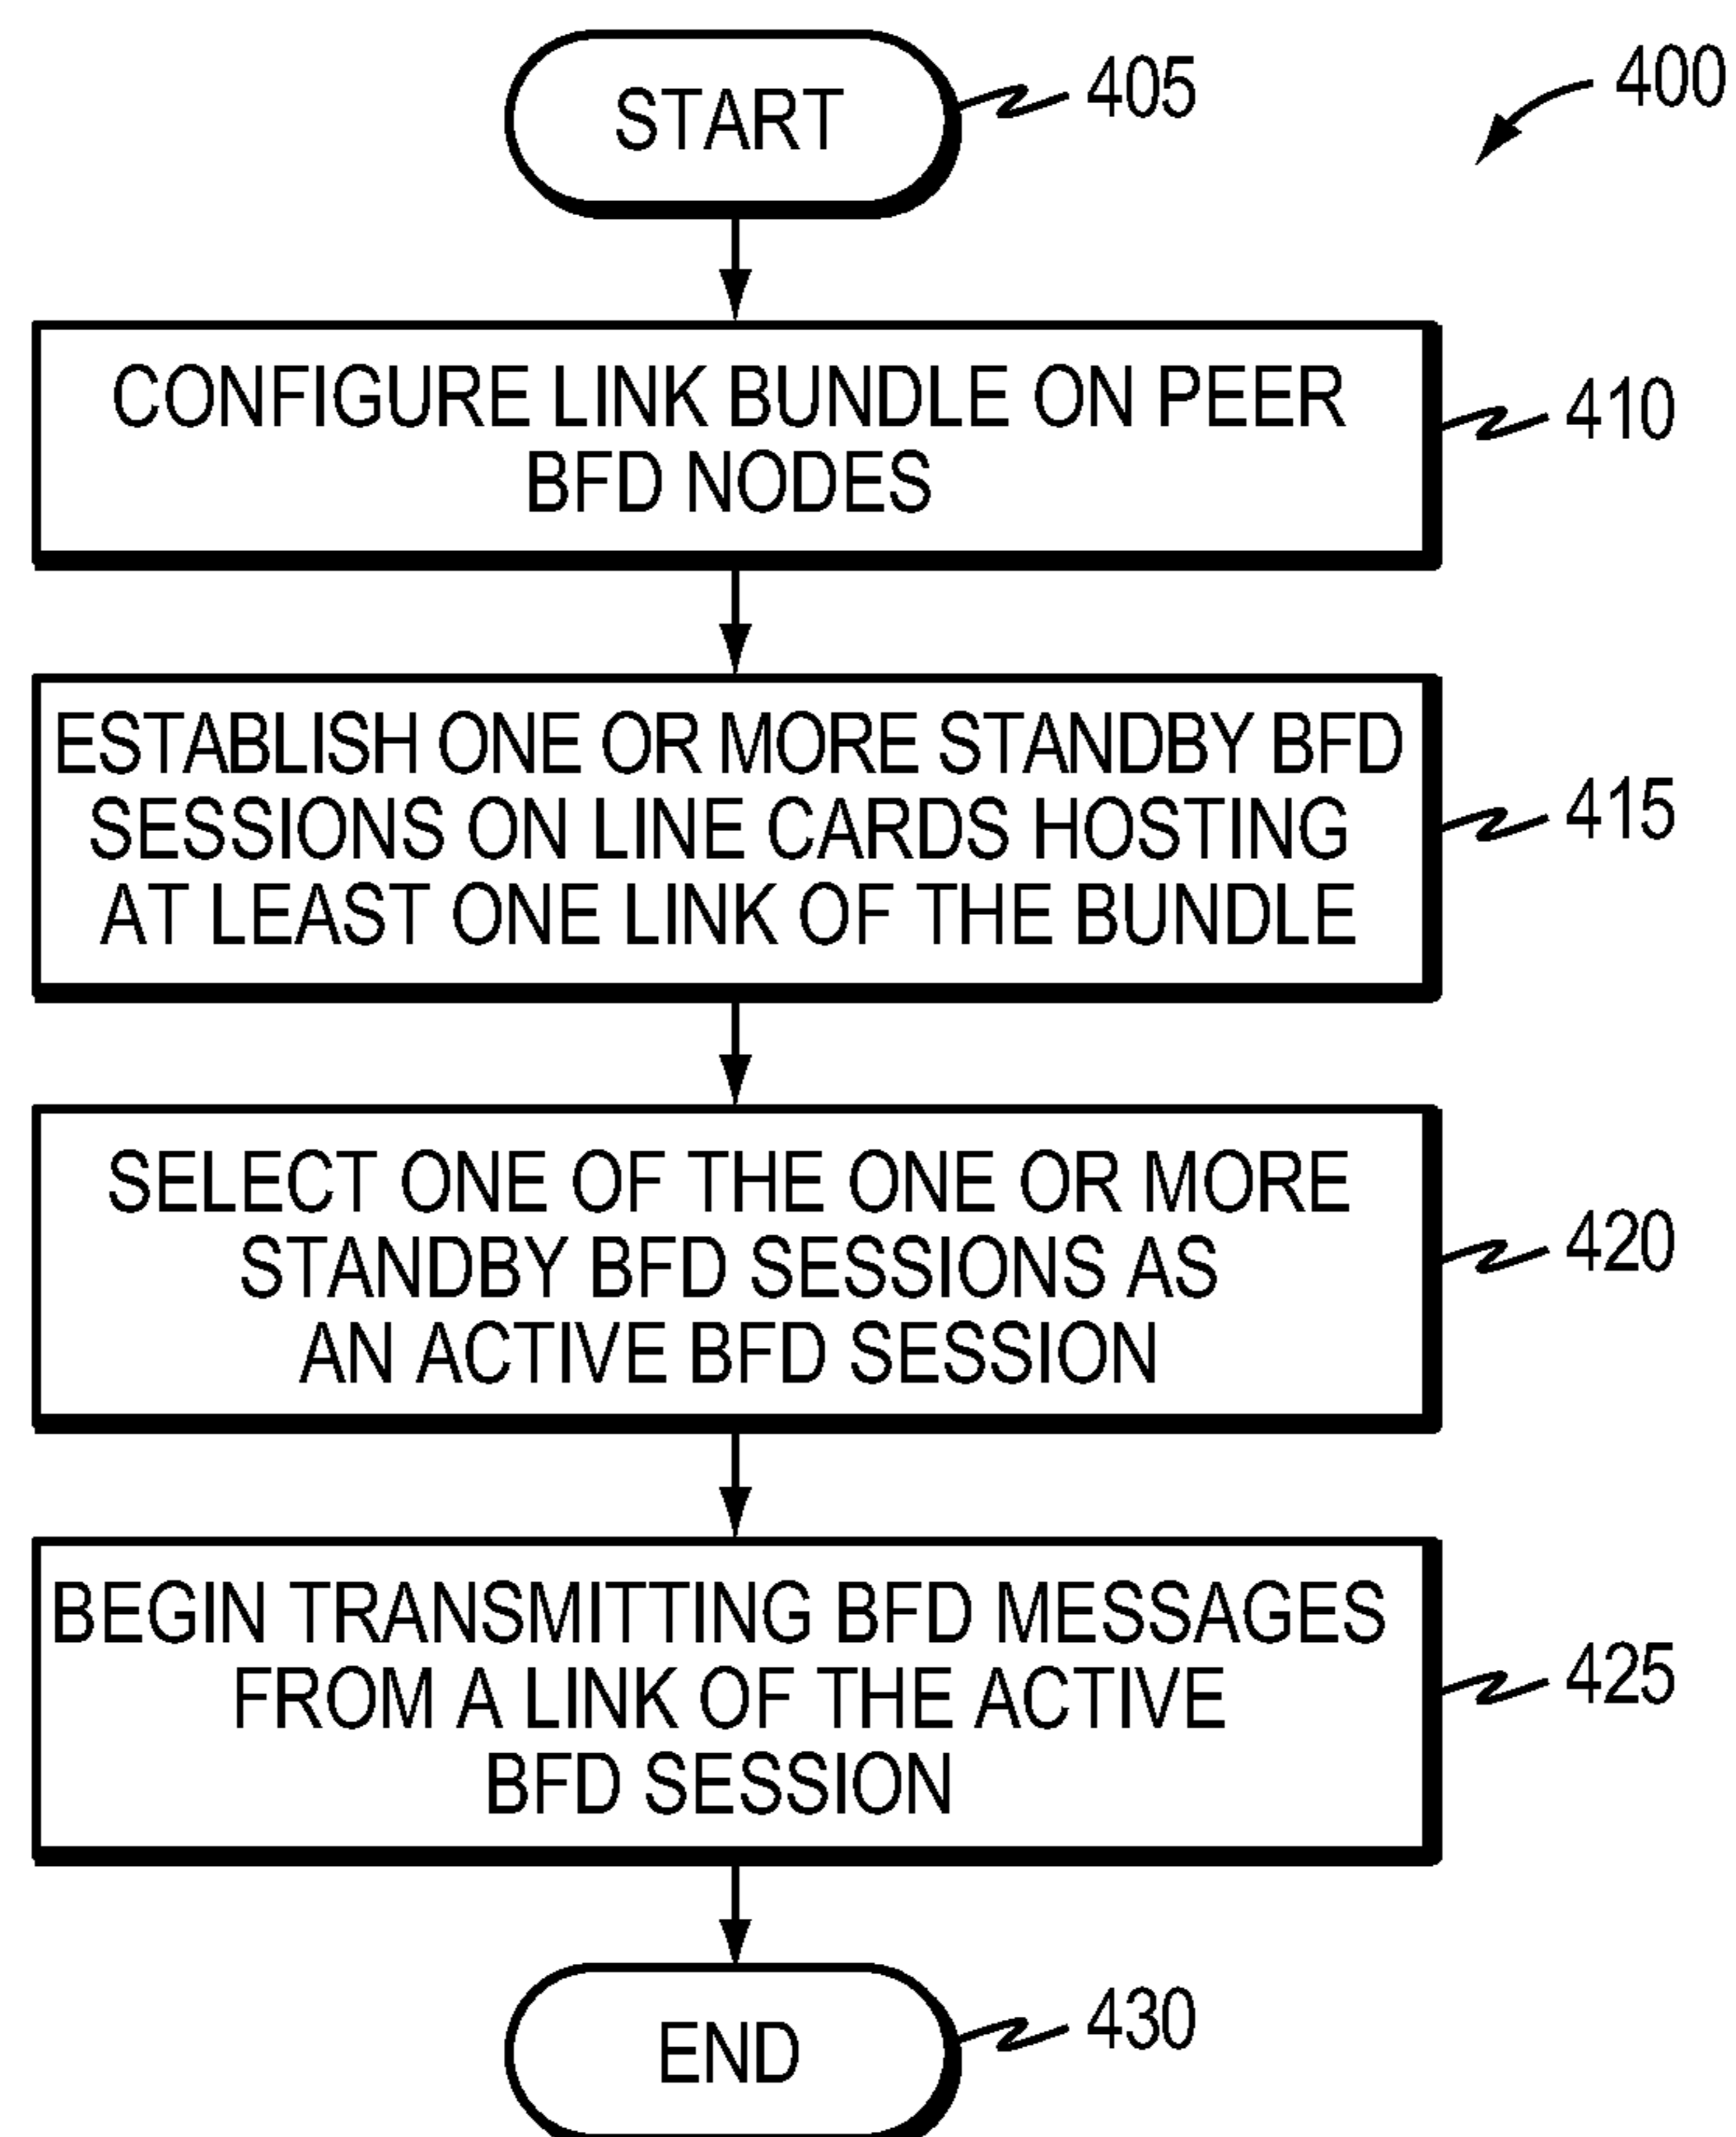 START
405
400
CONFIGURE LINK BUNDLE ON PEER
BFD NODES
410
ESTABLISH ONE OR MORE STANDBY BFD
SESSIONS ON LINE CARDS HOSTING
AT LEAST ONE LINK OF THE BUNDLE
415
SELECT ONE OF THE ONE OR MORE
STANDBY BFD SESSIONS AS
AN ACTIVE BFD SESSION
420
BEGIN TRANSMITTING BFD MESSAGES
FROM A LINK OF THE ACTIVE
BFD SESSION
425
END
430